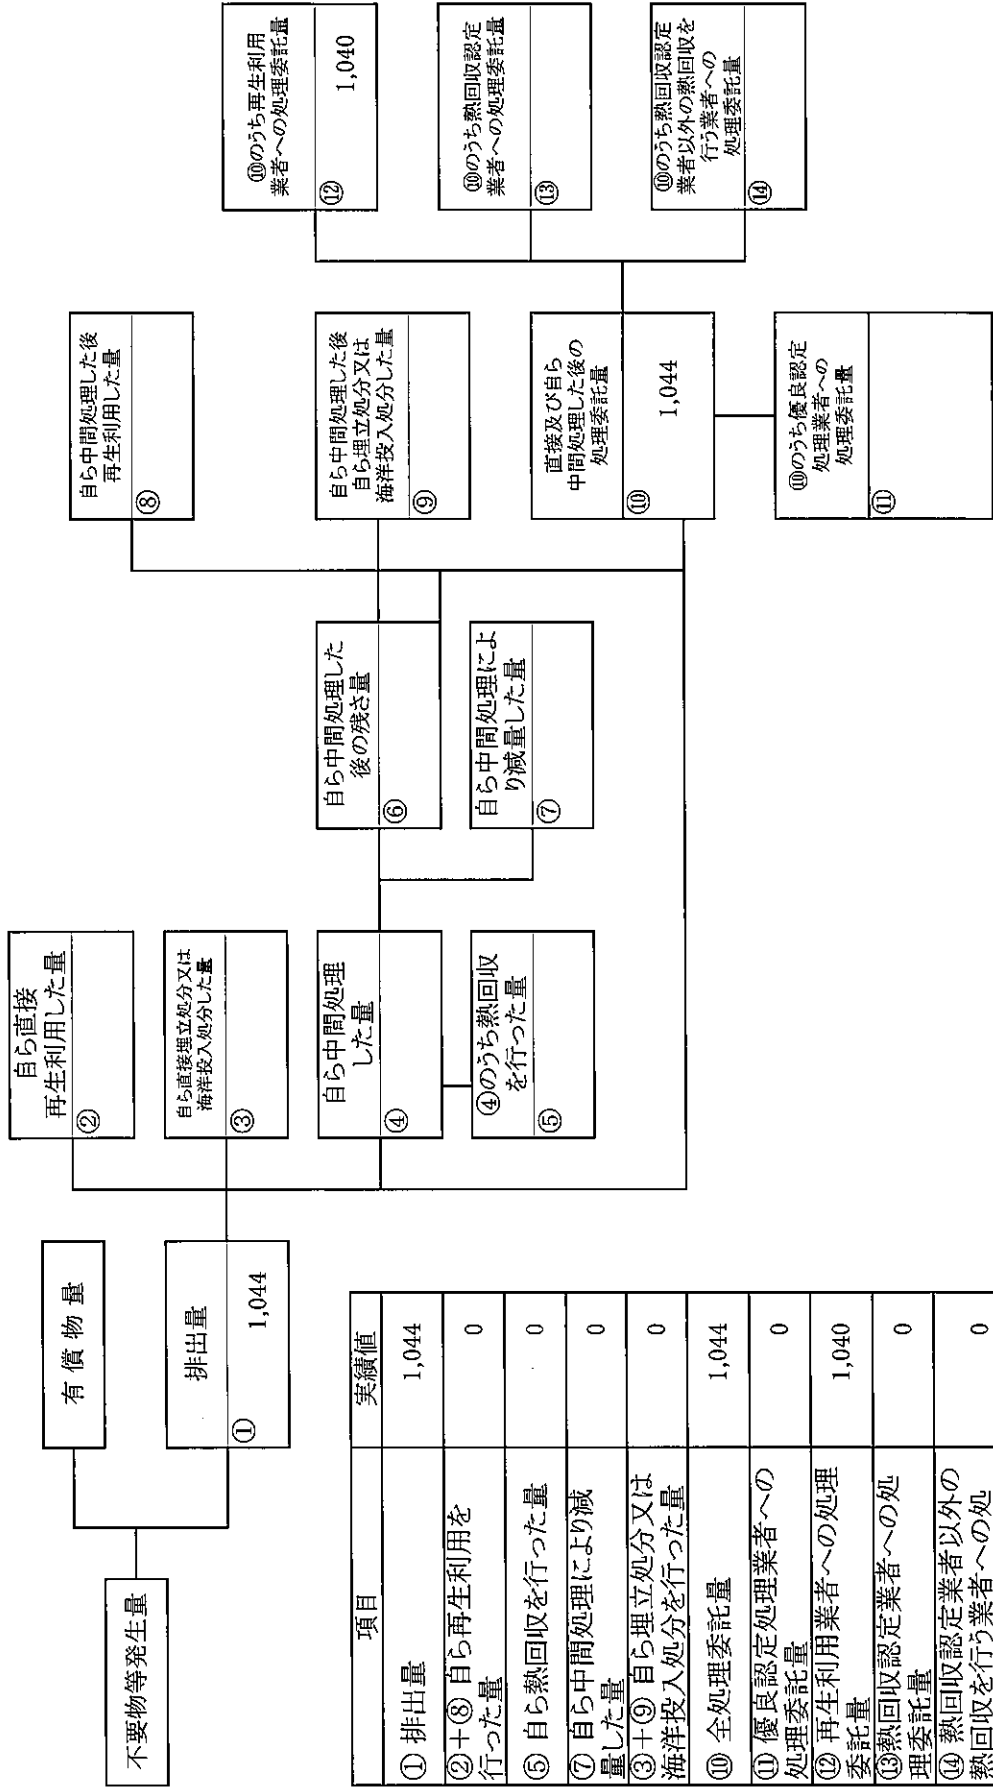 不要物等発生量
有償物量
排出量
①
1,044
自ら直接
再生利用した量
②
自ら直接埋立処分又は
海洋投入処分した量
③
自ら中間処理
した量
④
④のうち熱回収
を行った量
⑤
自ら中間処理した
後の残さ量
⑥
自ら中間処理によ
り減量した量
⑦
自ら中間処理した後
再生利用した量
⑧
自ら中間処理した後
自ら埋立処分又は
海洋投入処分した量
⑨
直接及び自ら
中間処理した後の
処理委託量
⑩
1,044
⑩のうち優良認定
処理業者への
処理委託量
⑪
⑩のうち再生利用
業者への処理委託量
⑫
1,040
⑩のうち熱回収認定
業者への処理委託量
⑬
⑩のうち熱回収認定
業者以外の熱回収を
行う業者への
処理委託量
⑭
項目 実績値
① 排出量 1,044
②+⑧ 自ら再生利用を
行った量 0
⑤ 自ら熱回収を行った量 0
⑦ 自ら中間処理により減
量した量 0
③+⑨ 自ら埋立処分又は
海洋投入処分を行った量 0
⑩ 全処理委託量 1,044
⑪ 優良認定処理業者への
処理委託量 0
⑫ 再生利用業者への処理
委託量 1,040
⑬熱回収認定業者への処
理委託量 0
⑭ 熱回収認定業者以外の
熱回収を行う業者への処 0